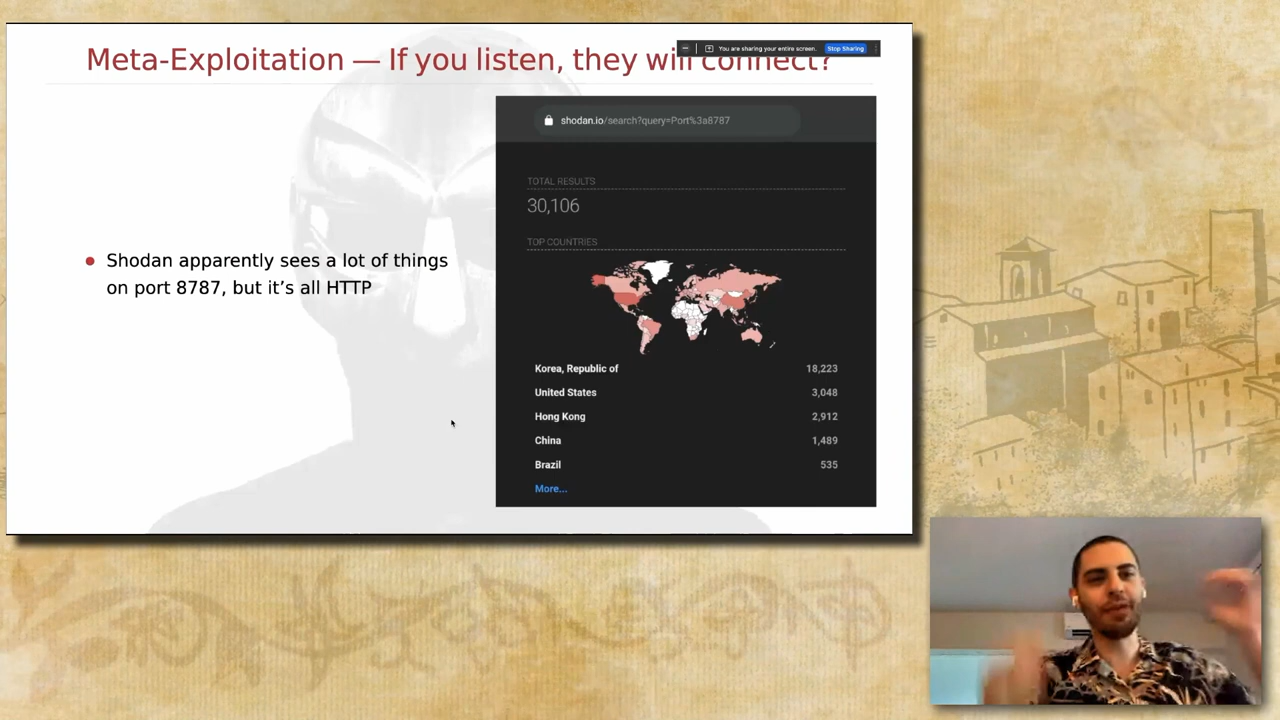 Meta-Exploitation — If you listen, they will connect?
You are sharing your entire screen. Stop Sharing
shodan.io/search?query=Port%3a8787
TOTAL RESULTS
30,106
TOP COUNTRIES
Shodan apparently sees a lot of things
on port 8787, but it’s all HTTP
Korea, Republic of 18,223
United States 3,048
Hong Kong 2,912
China 1,489
Brazil 535
More...